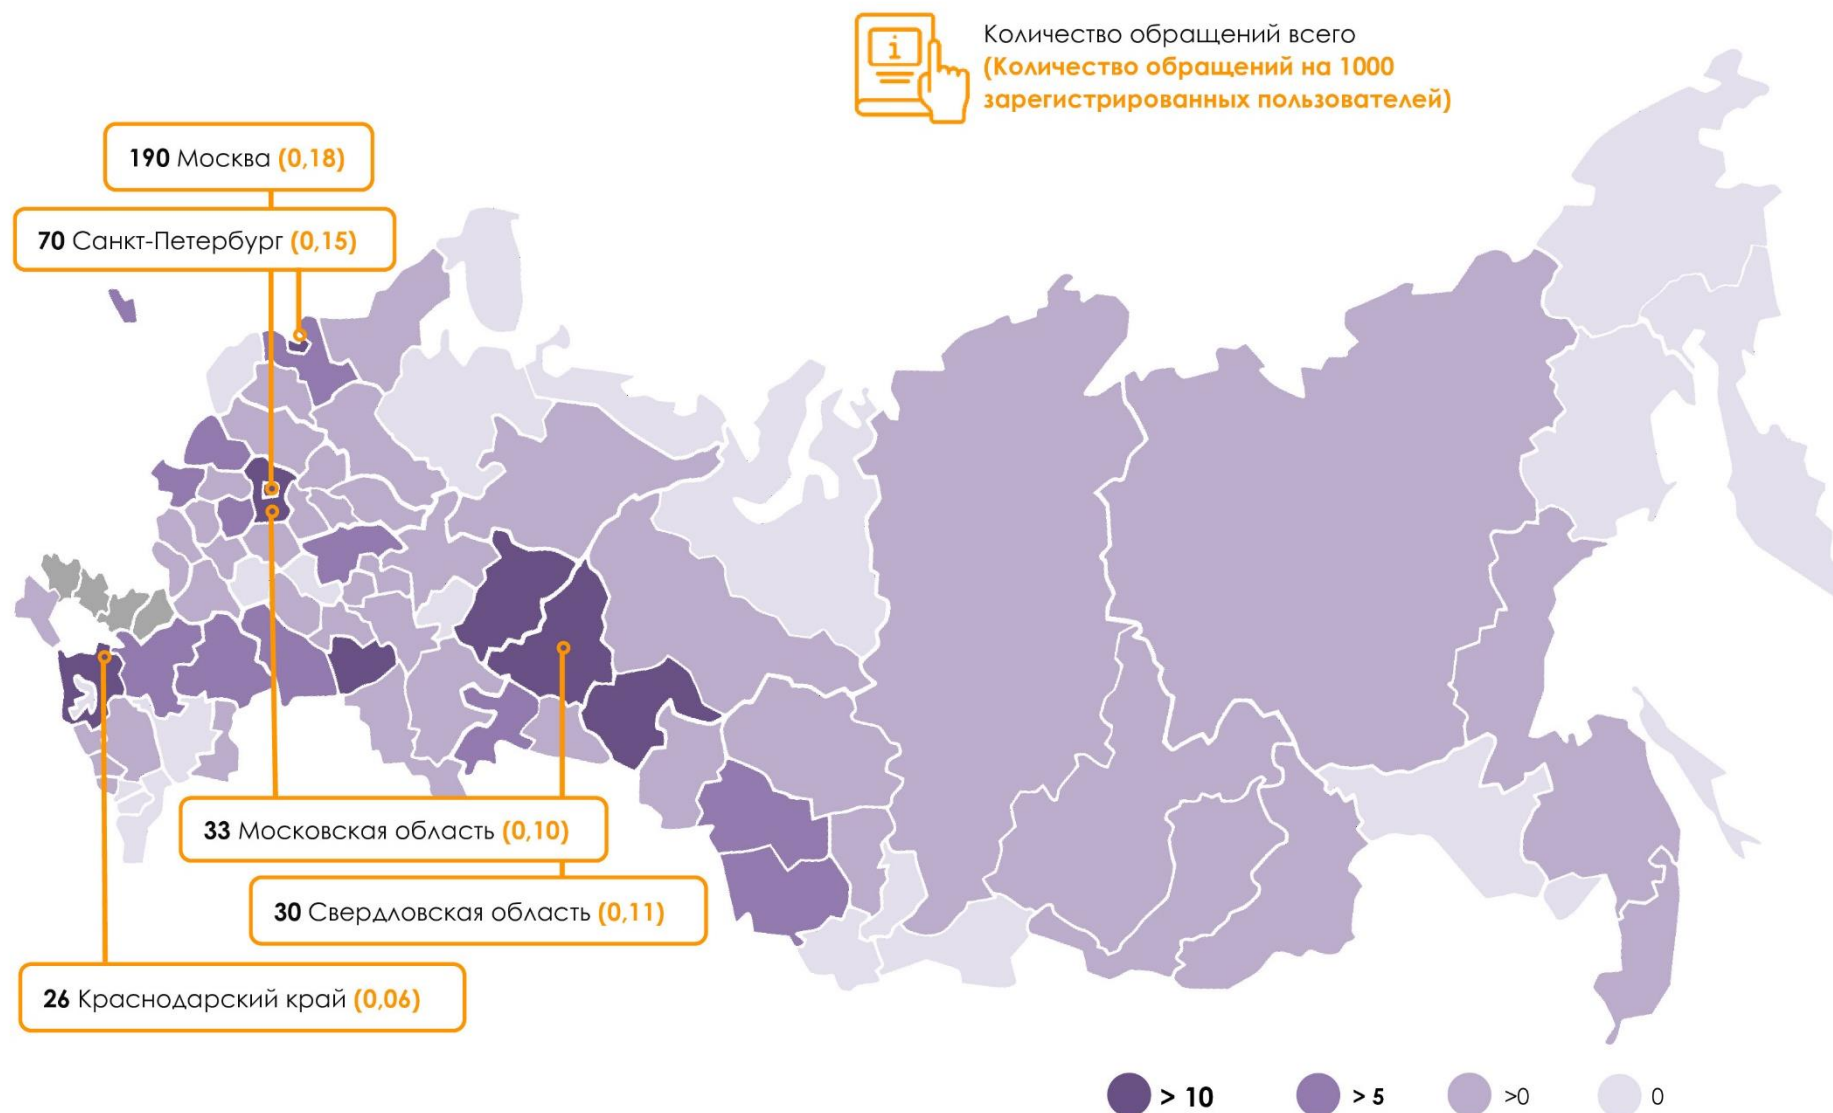 i
Количество обращений всего
(Количество обращений на 1000
зарегистрированных пользователей)
190 Москва (0,18)
70 Санкт-Петербург (0,15)
33 Московская область (0,10)
30 Свердловская область (0,11)
26 Краснодарский край (0,06)
> 10
> 5
>0
0